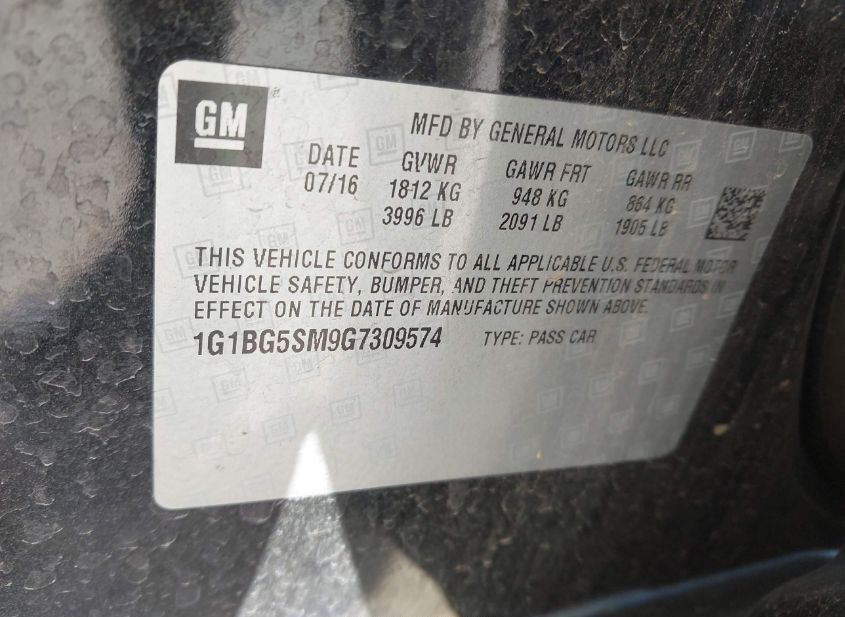 GM
MFD BY GENERAL MOTORS LLC
DATE GVWR GAWR FRT GAWR RR
07/16 1812 KG 948 KG 864 KG
3996 LB 2091 LB 1905 LB
THIS VEHICLE CONFORMS TO ALL APPLICABLE U.S. FEDERAL MOTOR
VEHICLE SAFETY, BUMPER, AND THEFT PREVENTION STANDARDS IN
EFFECT ON THE DATE OF MANUFACTURE SHOWN ABOVE.
1G1BG5SM9G7309574 TYPE: PASS CAR